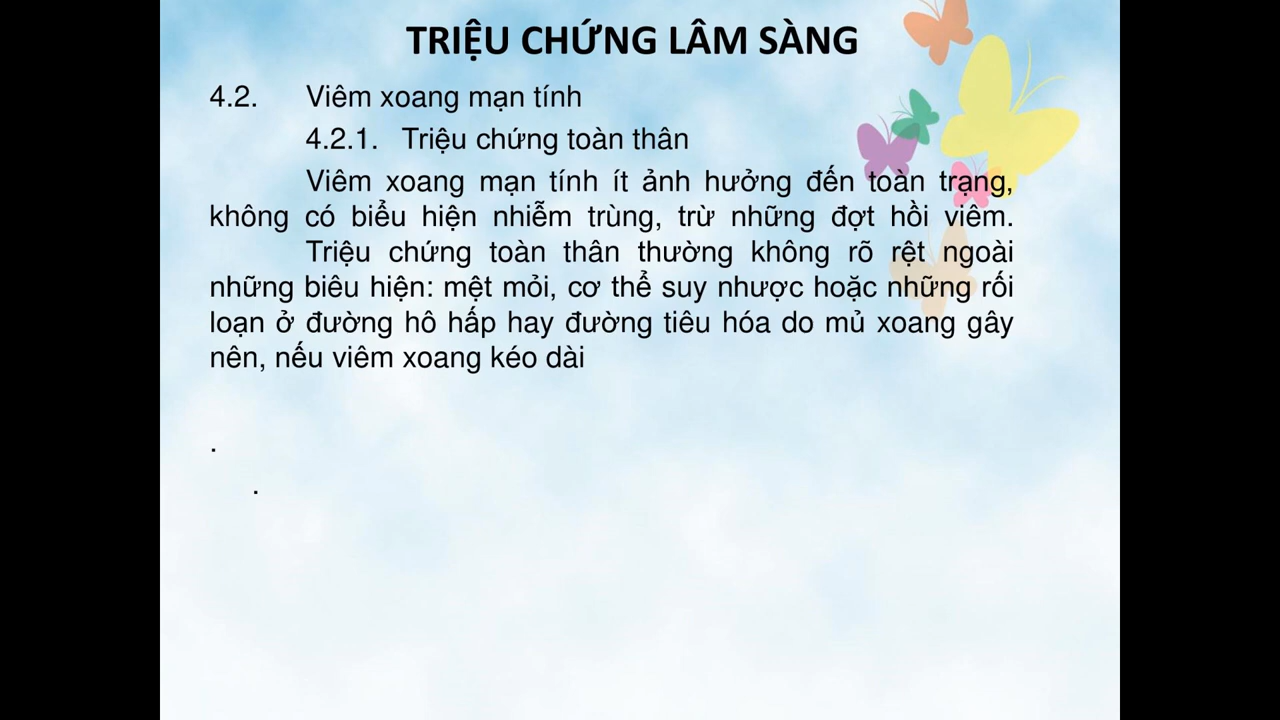 TRIỆU CHỨNG LÂM SÀNG
4.2. Viêm xoang mạn tính
4.2.1. Triệu chứng toàn thân
Viêm xoang mạn tính ít ảnh hưởng đến toàn trạng,
không có biểu hiện nhiễm trùng, trừ những đợt hồi viêm.
Triệu chứng toàn thân thường không rõ rệt ngoài
những biêu hiện: mệt mỏi, cơ thể suy nhược hoặc những rối
loạn ở đường hô hấp hay đường tiêu hóa do mủ xoang gây
nên, nếu viêm xoang kéo dài
.
.